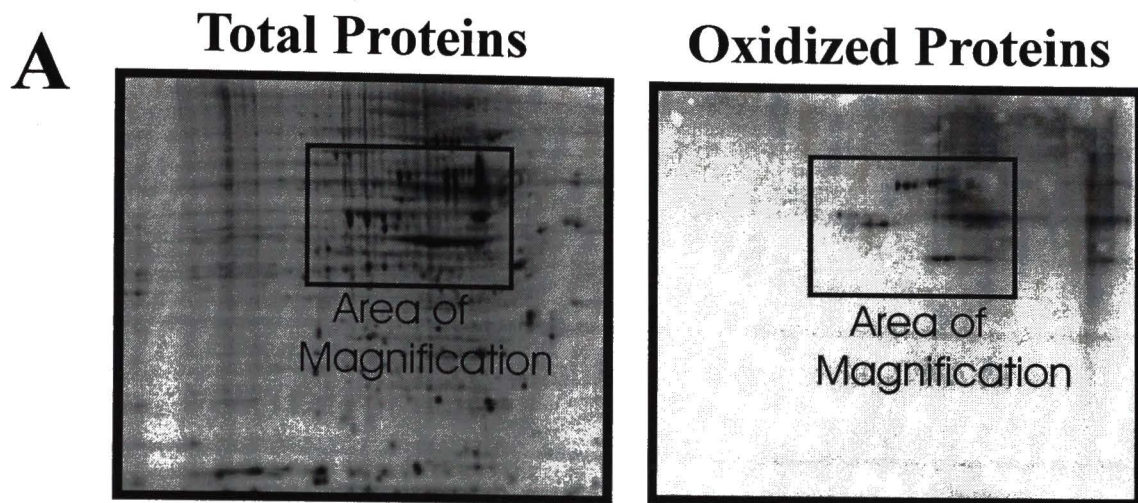 A
Total Proteins
Oxidized Proteins
Area of
Magnification
Area of
Magnification